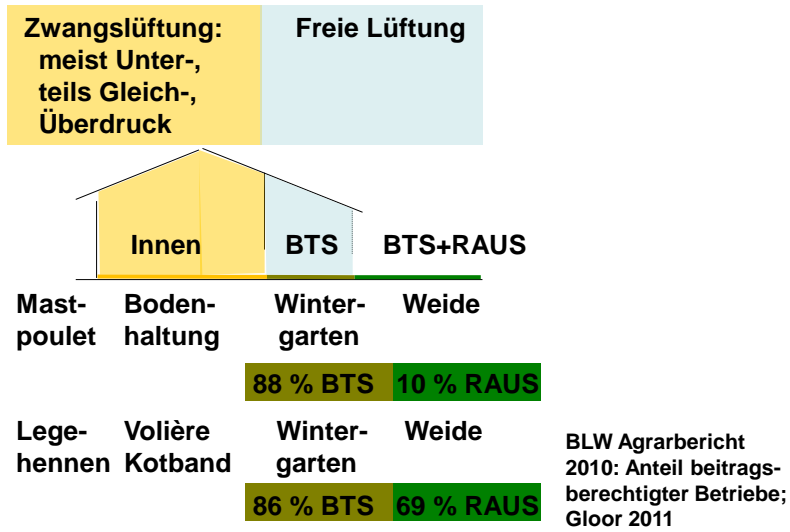 Zwangslüftung:
meist Unter-,
teils Gleich-,
Überdruck
Freie Lüftung
Innen BTS BTS+RAUS
Mast- Boden- Winter- Weide
poulet haltung garten
88 % BTS 10 % RAUS
Lege- Volière Winter- Weide
hennen Kotband garten
86 % BTS 69 % RAUS
BLW Agrarbericht
2010: Anteil beitrags-
berechtigter Betriebe;
Gloor 2011